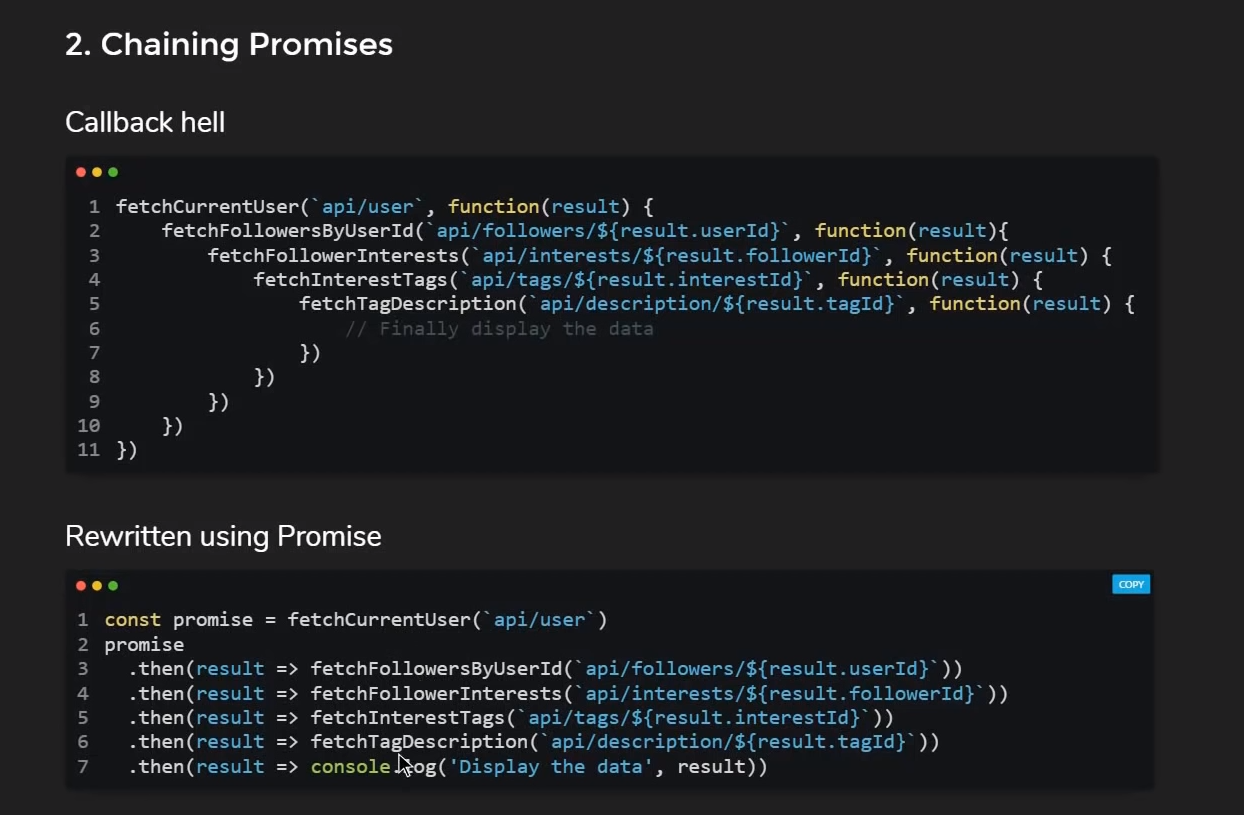 2. Chaining Promises
Callback hell
1 fetchCurrentUser(`api/user`, function(result) {
2     fetchFollowersByUserId(`api/followers/${result.userId}`, function(result){
3         fetchFollowerInterests(`api/interests/${result.followerId}`, function(result) {
4             fetchInterestTags(`api/tags/${result.interestId}`, function(result) {
5                 fetchTagDescription(`api/description/${result.tagId}`, function(result) {
6                     // Finally display the data
7                 })
8             })
9         })
10     })
11 })
Rewritten using Promise
COPY
1 const promise = fetchCurrentUser(`api/user`)
2 promise
3   .then(result => fetchFollowersByUserId(`api/followers/${result.userId}`))
4   .then(result => fetchFollowerInterests(`api/interests/${result.followerId}`))
5   .then(result => fetchInterestTags(`api/tags/${result.interestId}`))
6   .then(result => fetchTagDescription(`api/description/${result.tagId}`))
7   .then(result => console.log('Display the data', result))